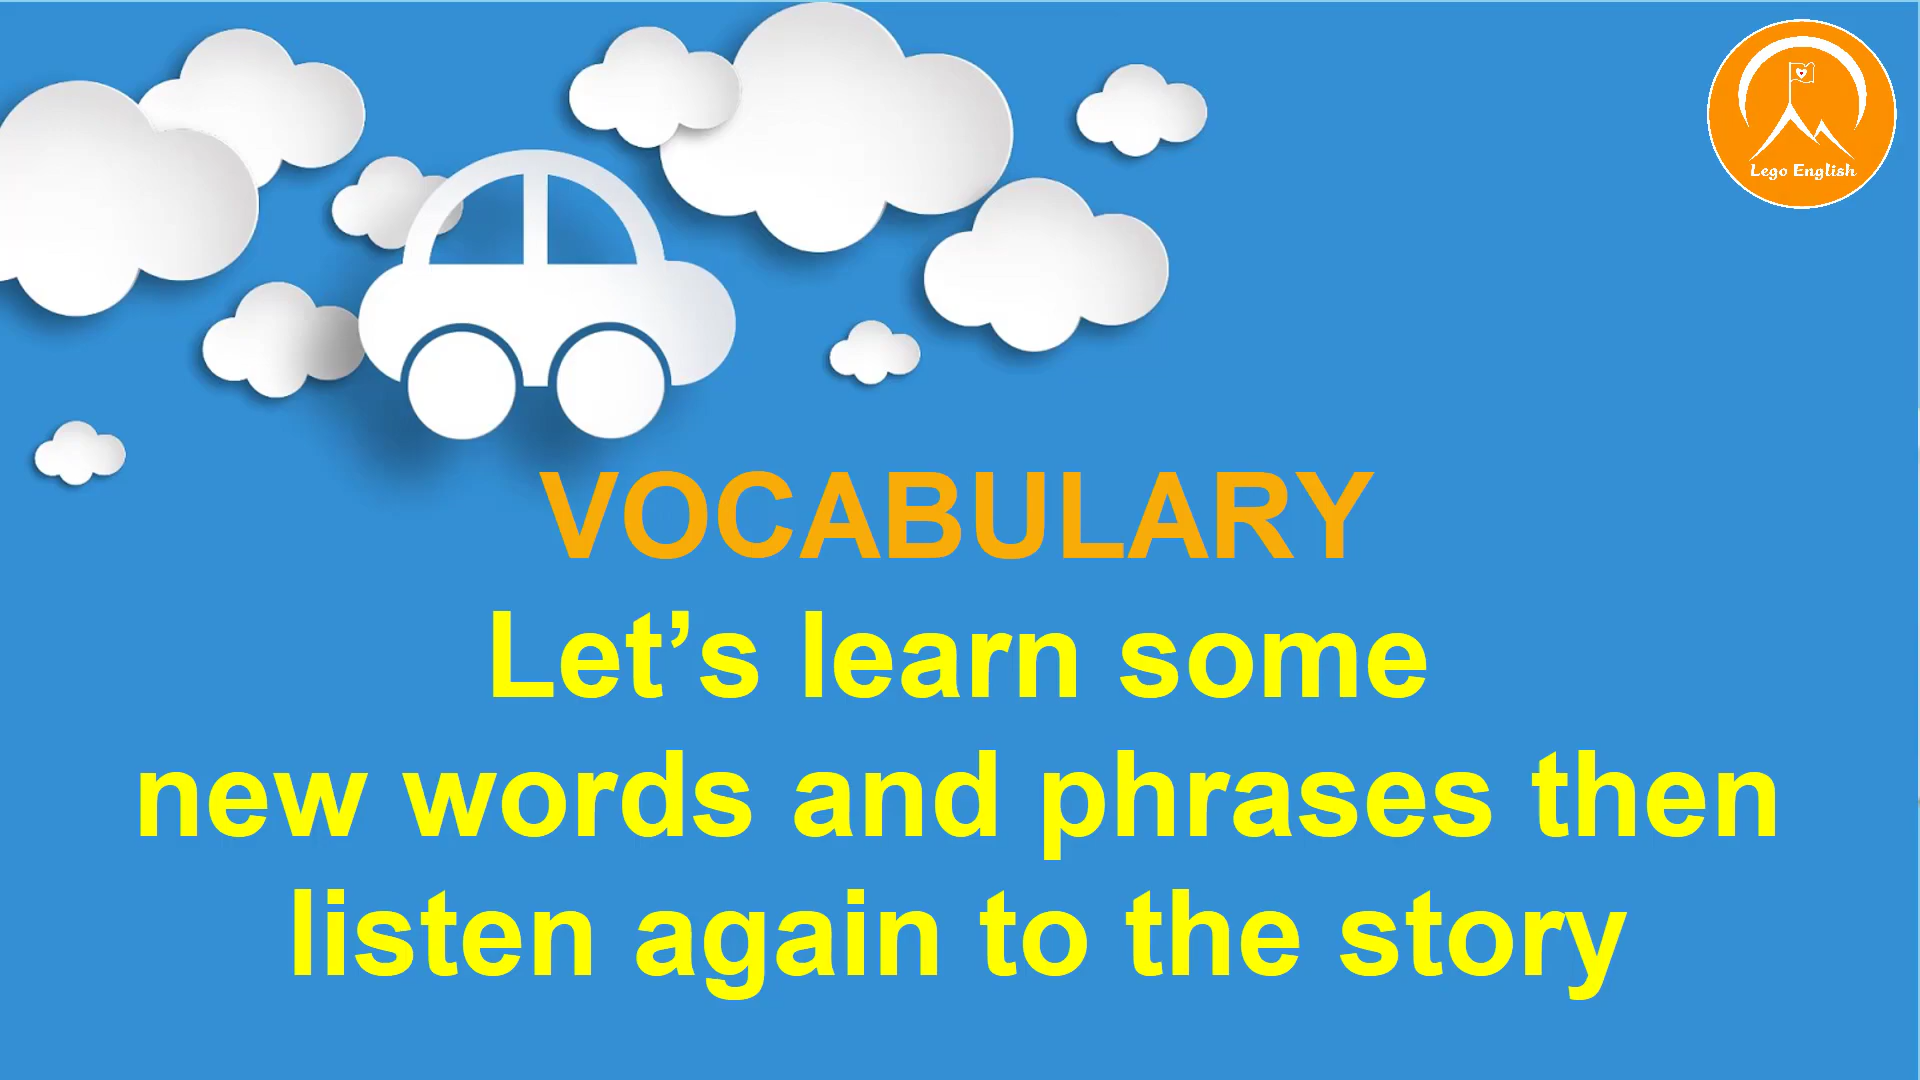 Lego English
VOCABULARY
Let’s learn some
new words and phrases then
listen again to the story